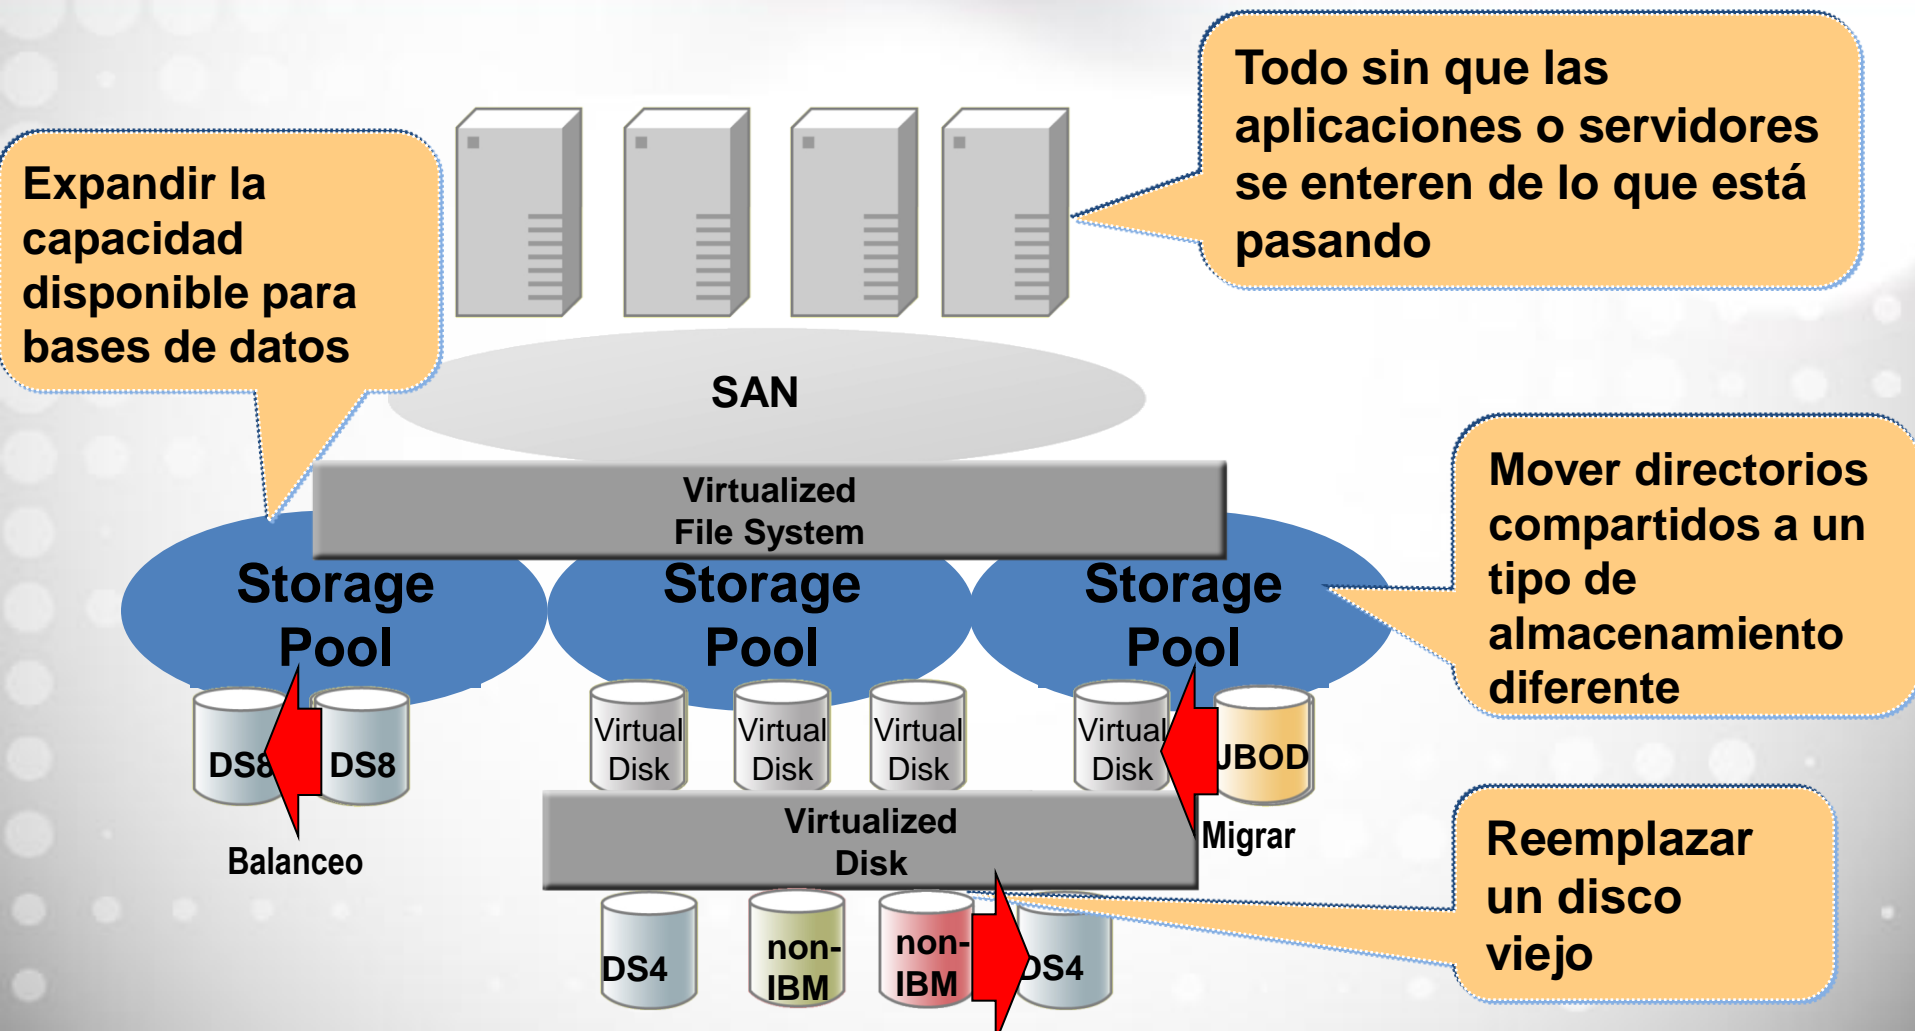 Todo sin que las
aplicaciones o servidores
se enteren de lo que está
pasando
Expandir la
capacidad
disponible para
bases de datos
SAN
Virtualized
File System
Mover directorios
compartidos a un
tipo de
almacenamiento
diferente
Storage
Pool
Storage
Pool
Storage
Pool
DS8
DS8
Balanceo
Virtual
Disk
Virtual
Disk
Virtual
Disk
Virtual
Disk
JBOD
Migrar
Virtualized
Disk
Reemplazar
un disco
viejo
DS4
non-
IBM
non-
IBM
DS4